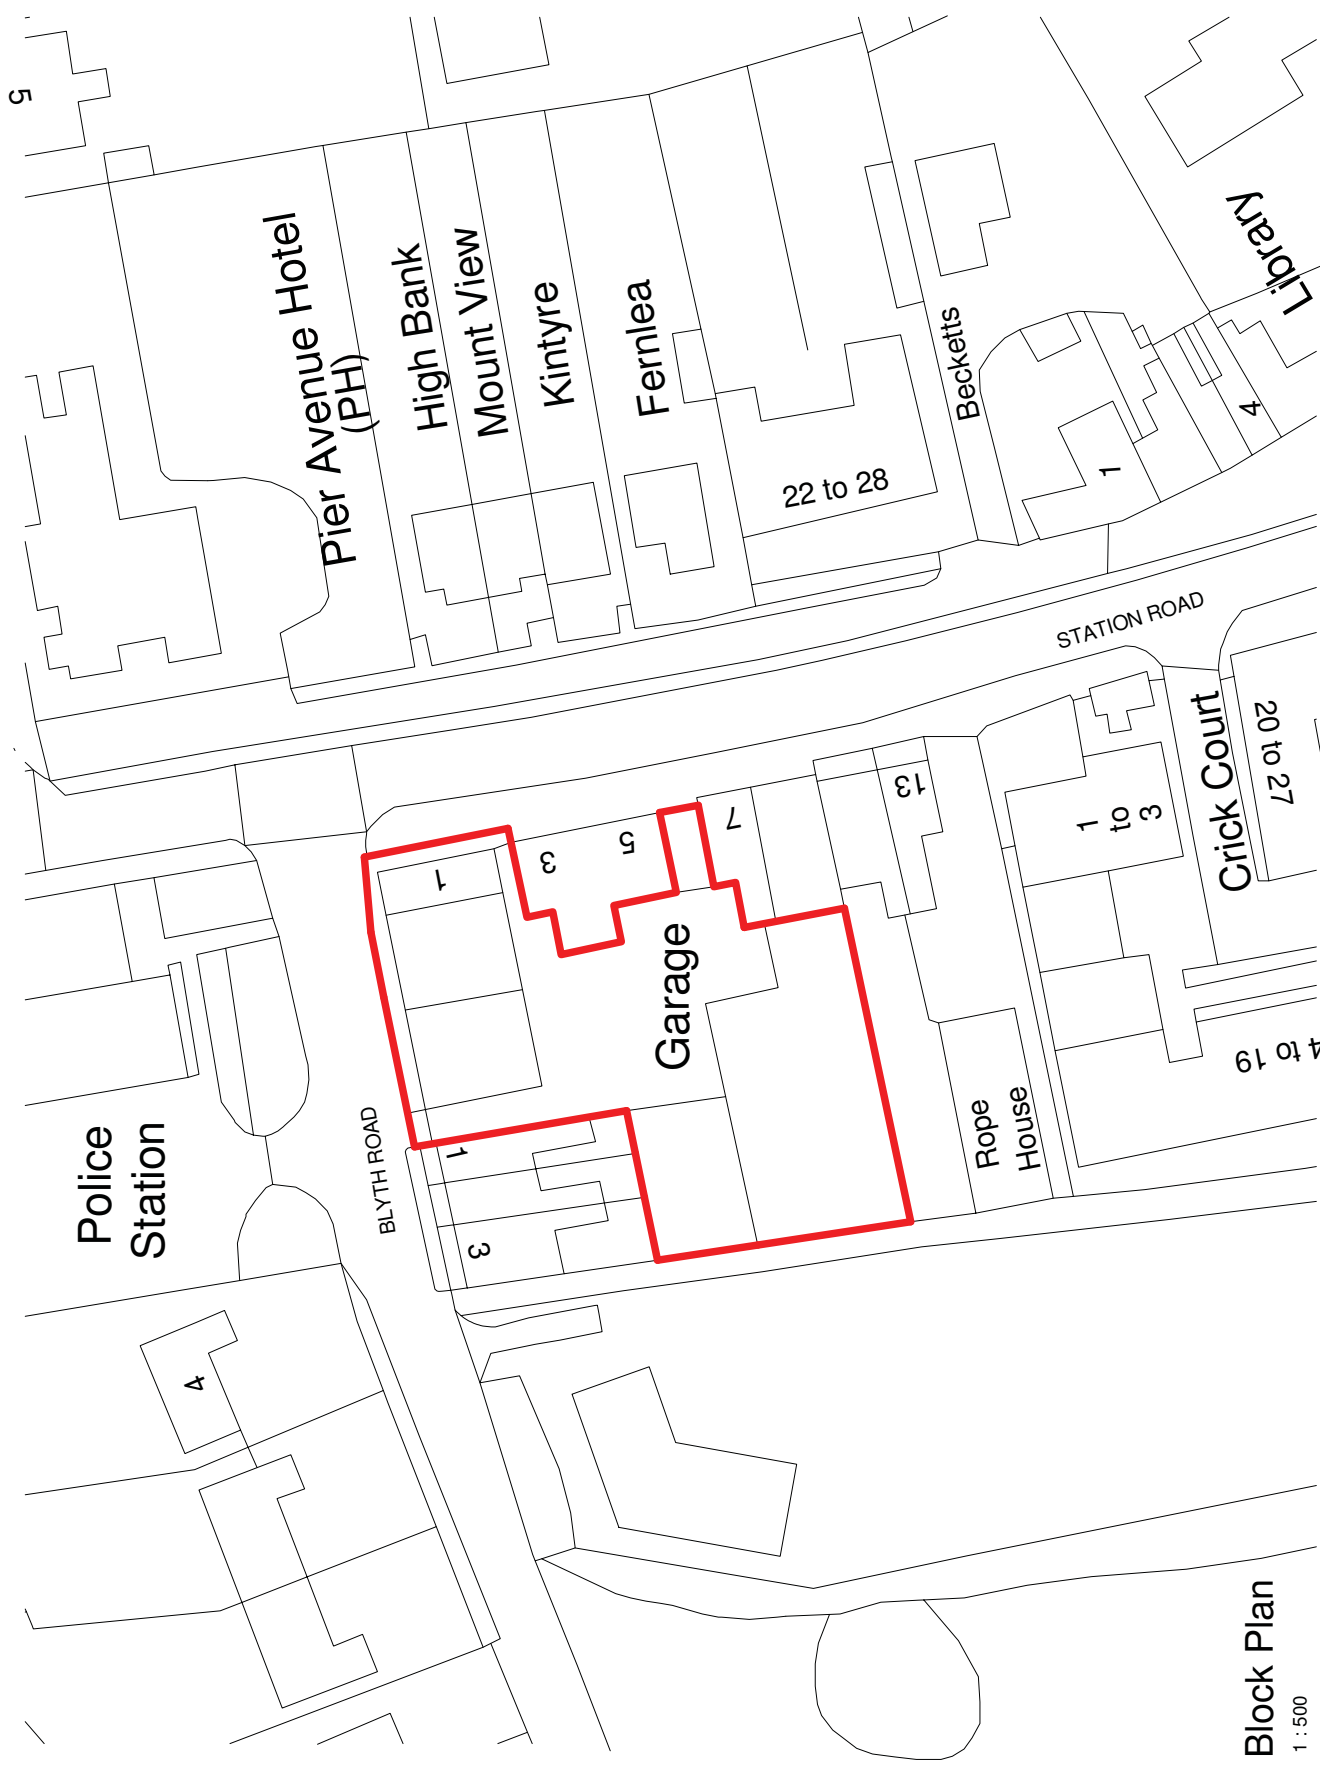 5
Pier Avenue Hotel
(PH)
High Bank
Mount View
Kintyre
Fernlea
22 to 28
Becketts
1
4
Library
STATION ROAD
Crick Court
20 to 27
1
to
3
13
7
5
3
1
Garage
Rope
House
4 to 19
BLYTH ROAD
1
3
Police
Station
4
Block Plan
1 : 500